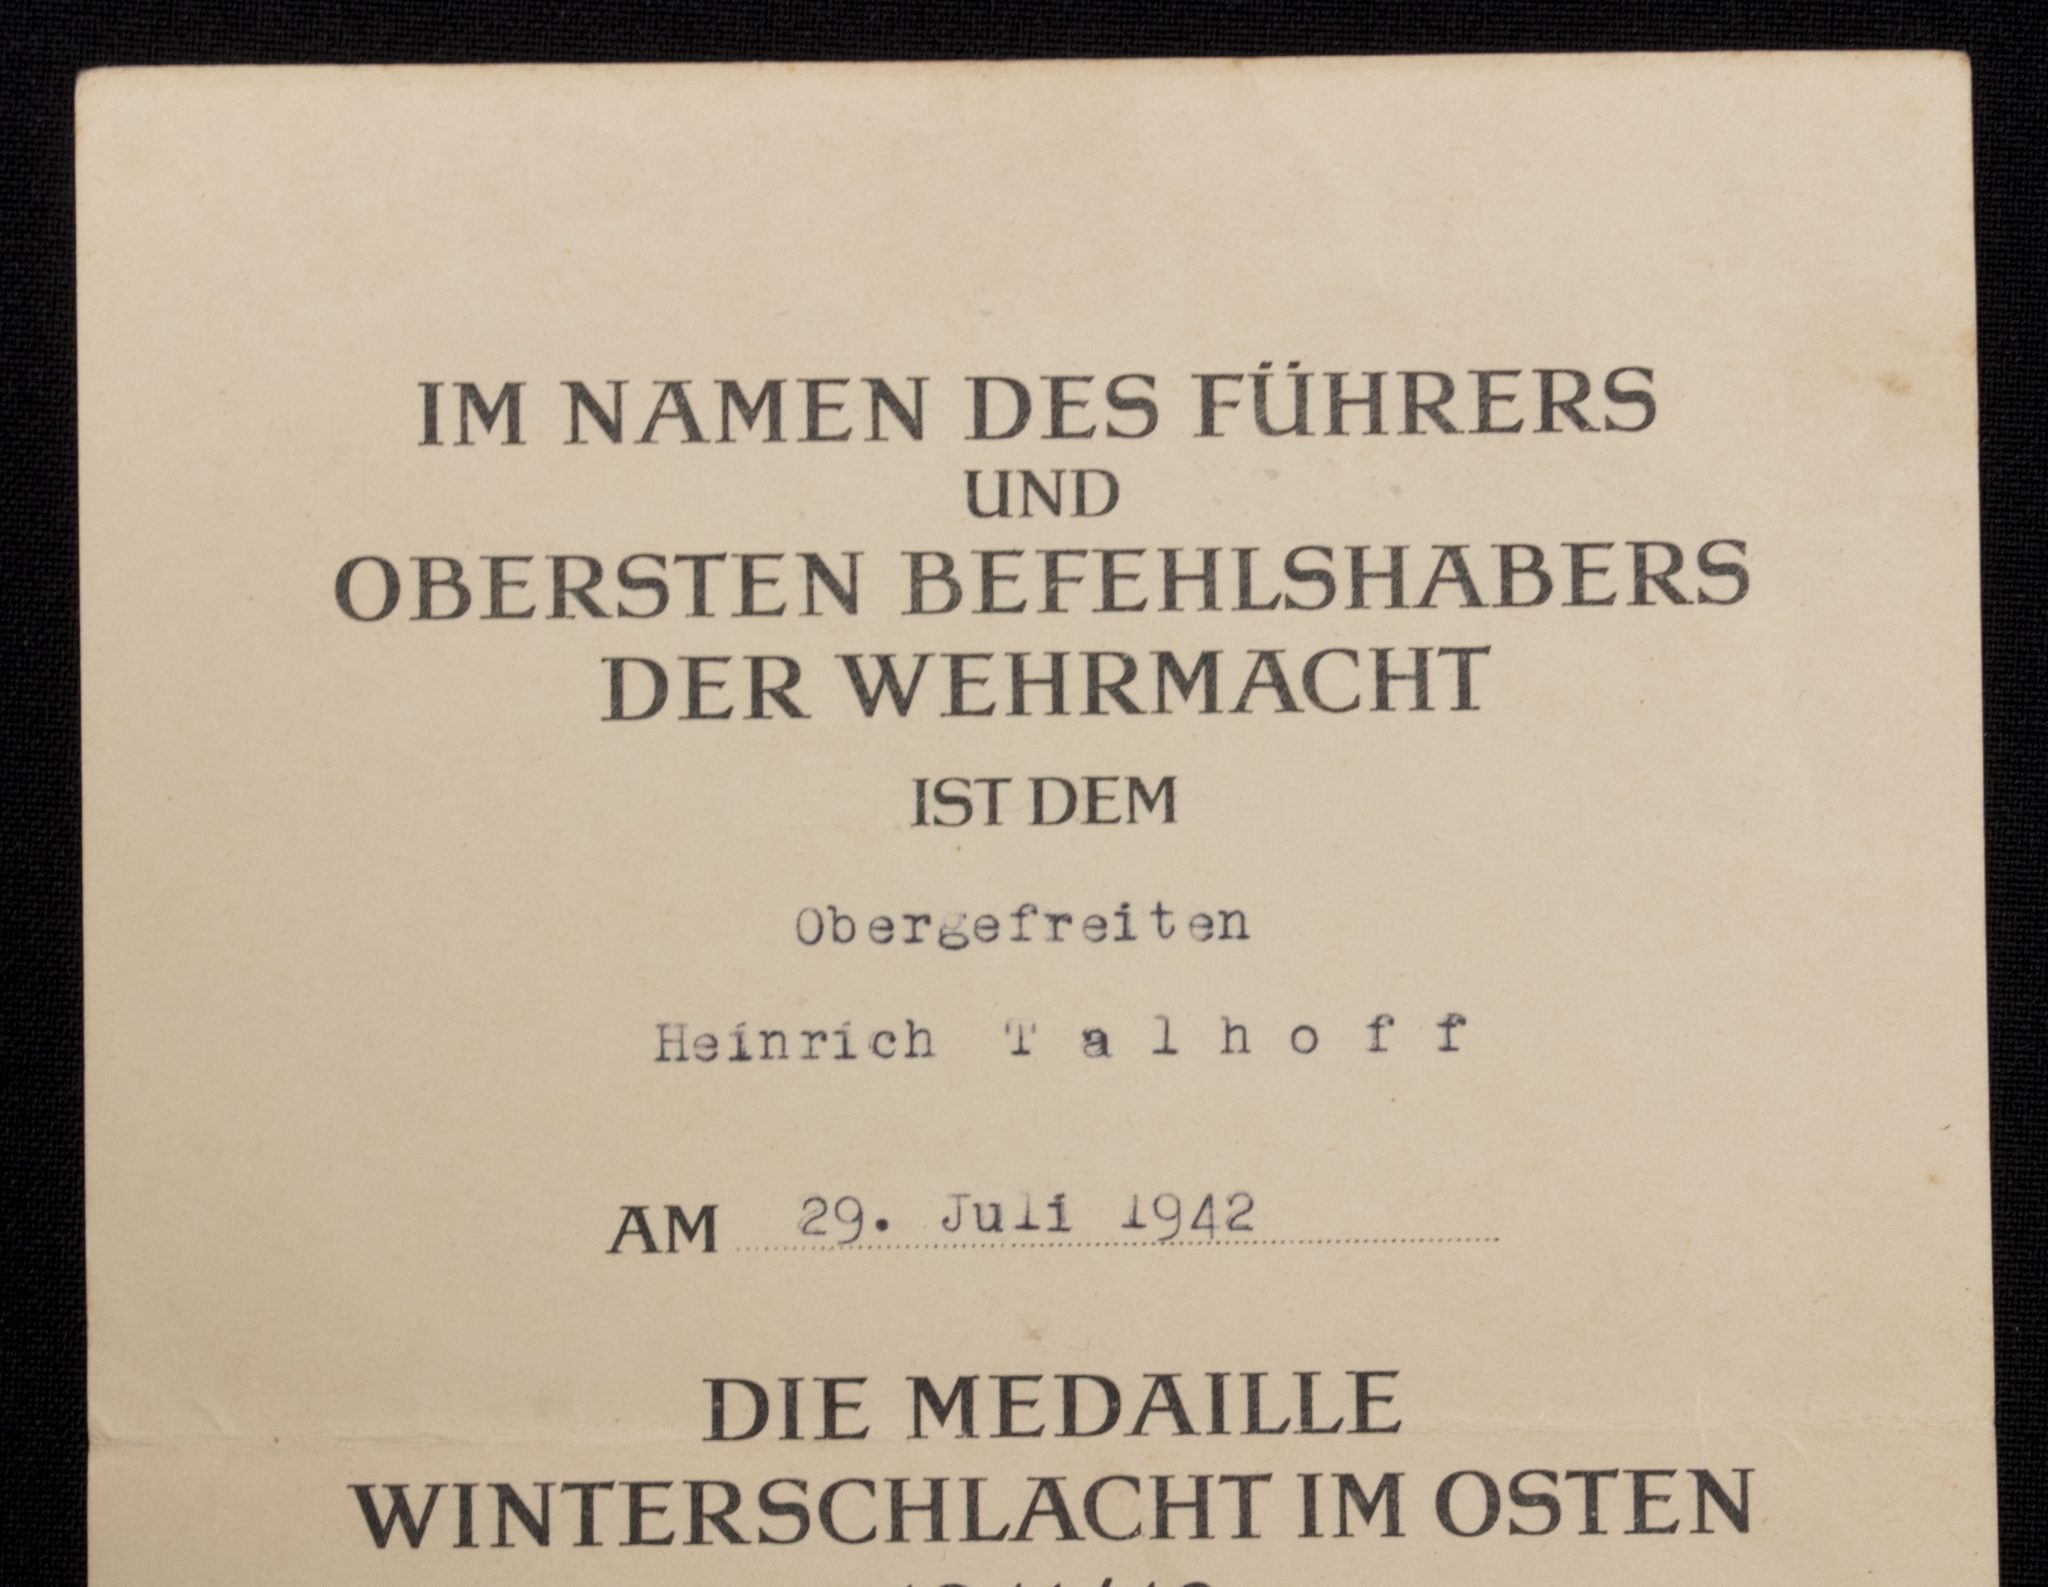 IM NAMEN DES FÜHRERS
UND
OBERSTEN BEFEHLSHABERS
DER WEHRMACHT
IST DEM
Obergefreiten
Heinrich T a l h o f f
AM 29. Juli 1942
DIE MEDAILLE
WINTERSCHLACHT IM OSTEN